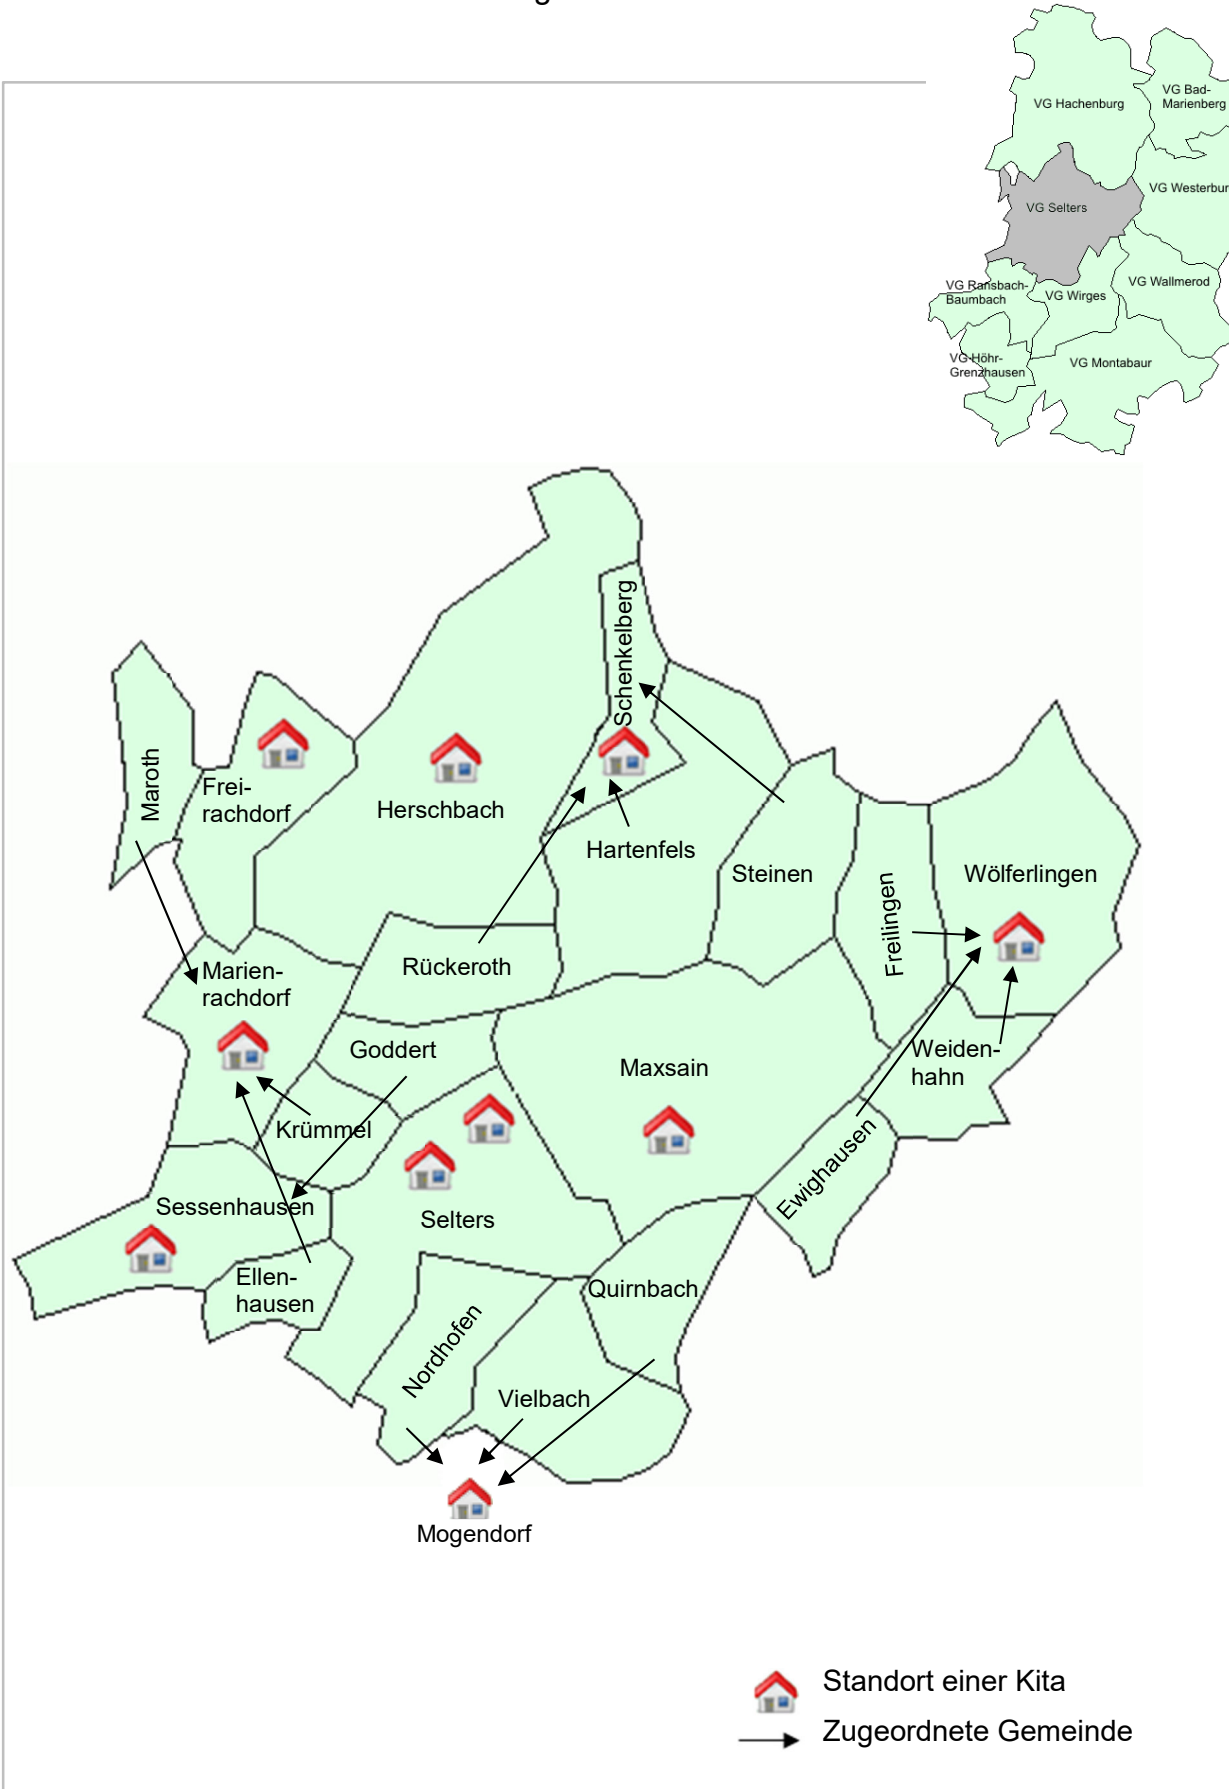 VG Hachenburg
VG Bad-
Marienberg
VG Westerbur
VG Selters
VG Ransbach-
Baumbach
VG Wirges
VG Wallmerod
VG Höhr-
Grenzhausen
VG Montabaur
Schenkelberg
Maroth
Frei-
rachdorf
Herschbach
Hartenfels
Steinen
Freilingen
Wölferlingen
Marien-
rachdorf
Rückeroth
Goddert
Maxsain
Weiden-
hahn
Krümmel
Ewighausen
Sessenhausen
Selters
Ellen-
hausen
Quirnbach
Nordhofen
Vielbach
Mogendorf
Standort einer Kita
Zugeordnete Gemeinde